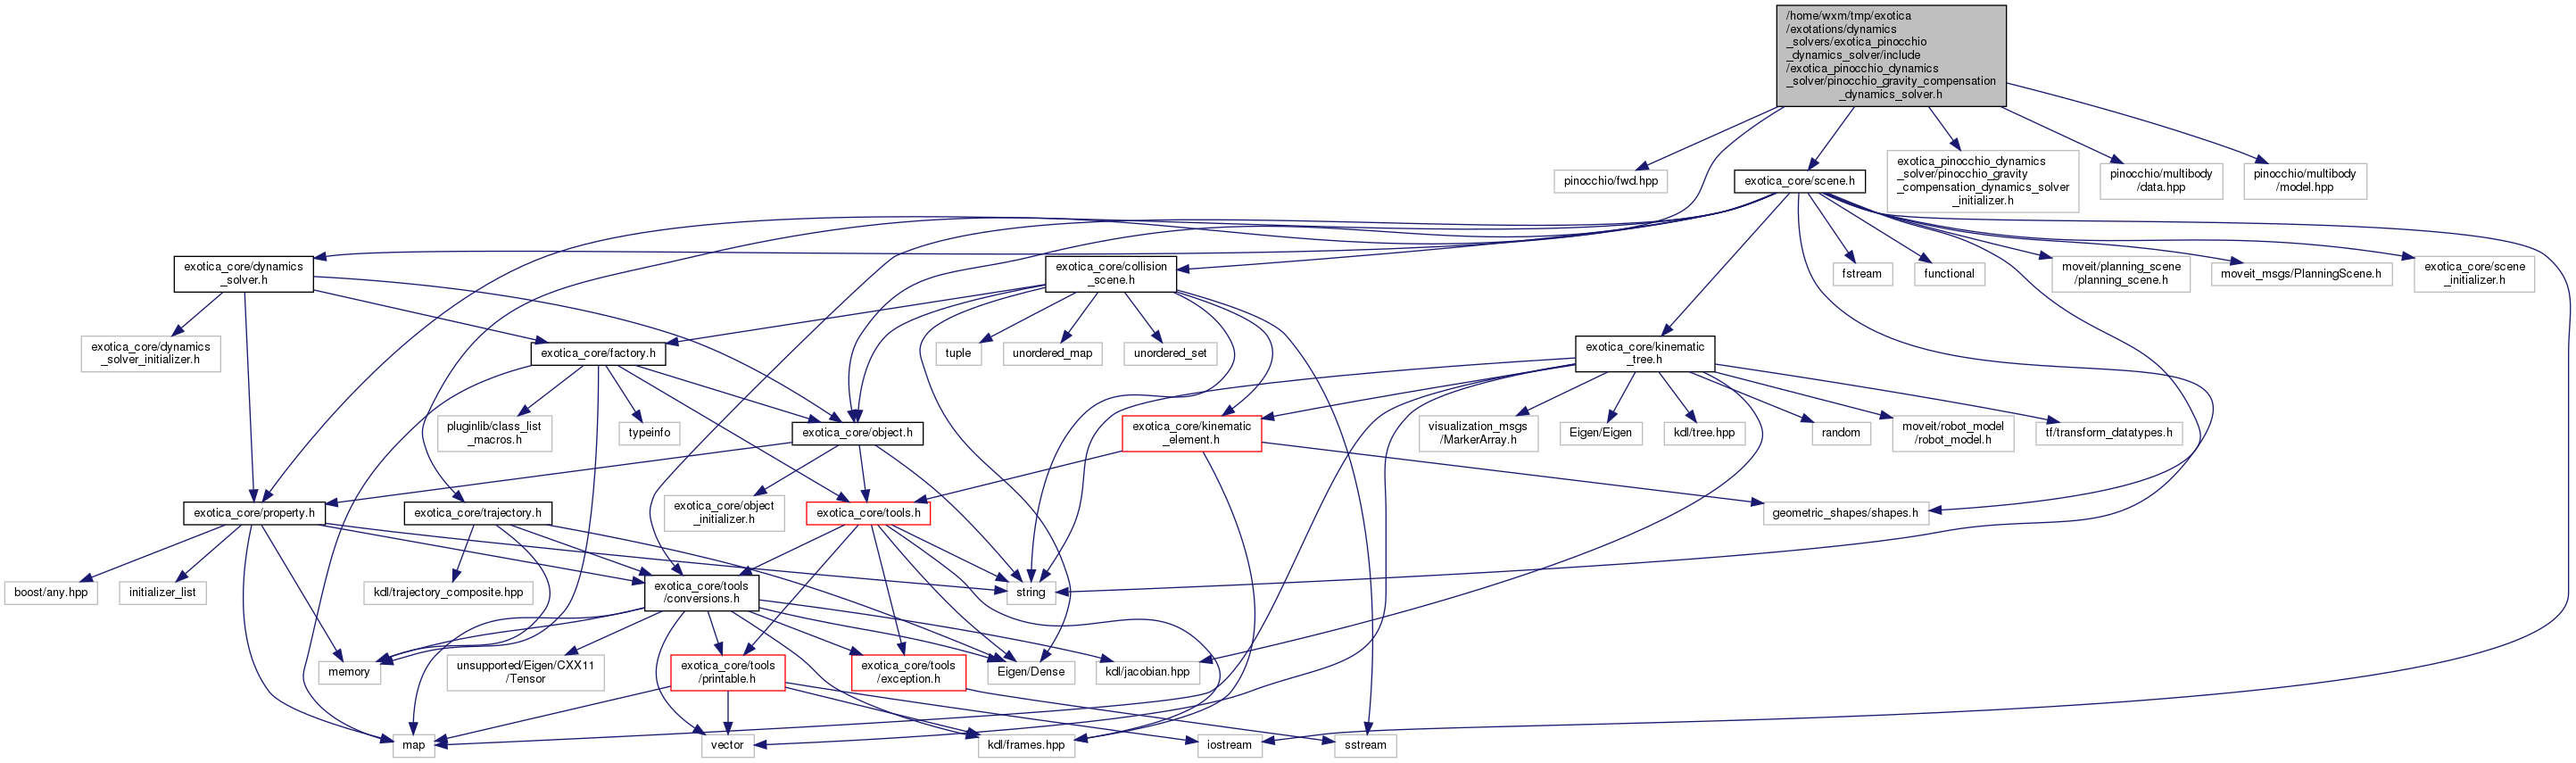 /home/wxm/tmp/exotica
/exotations/dynamics
_solvers/exotica_pinocchio
_dynamics_solver/include
/exotica_pinocchio_dynamics
_solver/pinocchio_gravity_compensation
_dynamics_solver.h
pinocchio/fwd.hpp
exotica_core/scene.h
exotica_pinocchio_dynamics
_solver/pinocchio_gravity
_compensation_dynamics_solver
_initializer.h
pinocchio/multibody
/data.hpp
pinocchio/multibody
/model.hpp
exotica_core/dynamics
_solver.h
exotica_core/collision
_scene.h
fstream
functional
moveit/planning_scene
/planning_scene.h
moveit_msgs/PlanningScene.h
exotica_core/scene
_initializer.h
exotica_core/dynamics
_solver_initializer.h
exotica_core/factory.h
tuple
unordered_map
unordered_set
exotica_core/kinematic
_tree.h
pluginlib/class_list
_macros.h
typeinfo
exotica_core/object.h
exotica_core/kinematic
_element.h
visualization_msgs
/MarkerArray.h
Eigen/Eigen
kdl/tree.hpp
random
moveit/robot_model
/robot_model.h
tf/transform_datatypes.h
exotica_core/property.h
exotica_core/trajectory.h
exotica_core/object
_initializer.h
exotica_core/tools.h
geometric_shapes/shapes.h
boost/any.hpp
initializer_list
kdl/trajectory_composite.hpp
exotica_core/tools
/conversions.h
string
memory
unsupported/Eigen/CXX11
/Tensor
exotica_core/tools
/printable.h
exotica_core/tools
/exception.h
Eigen/Dense
kdl/jacobian.hpp
map
vector
kdl/frames.hpp
iostream
sstream